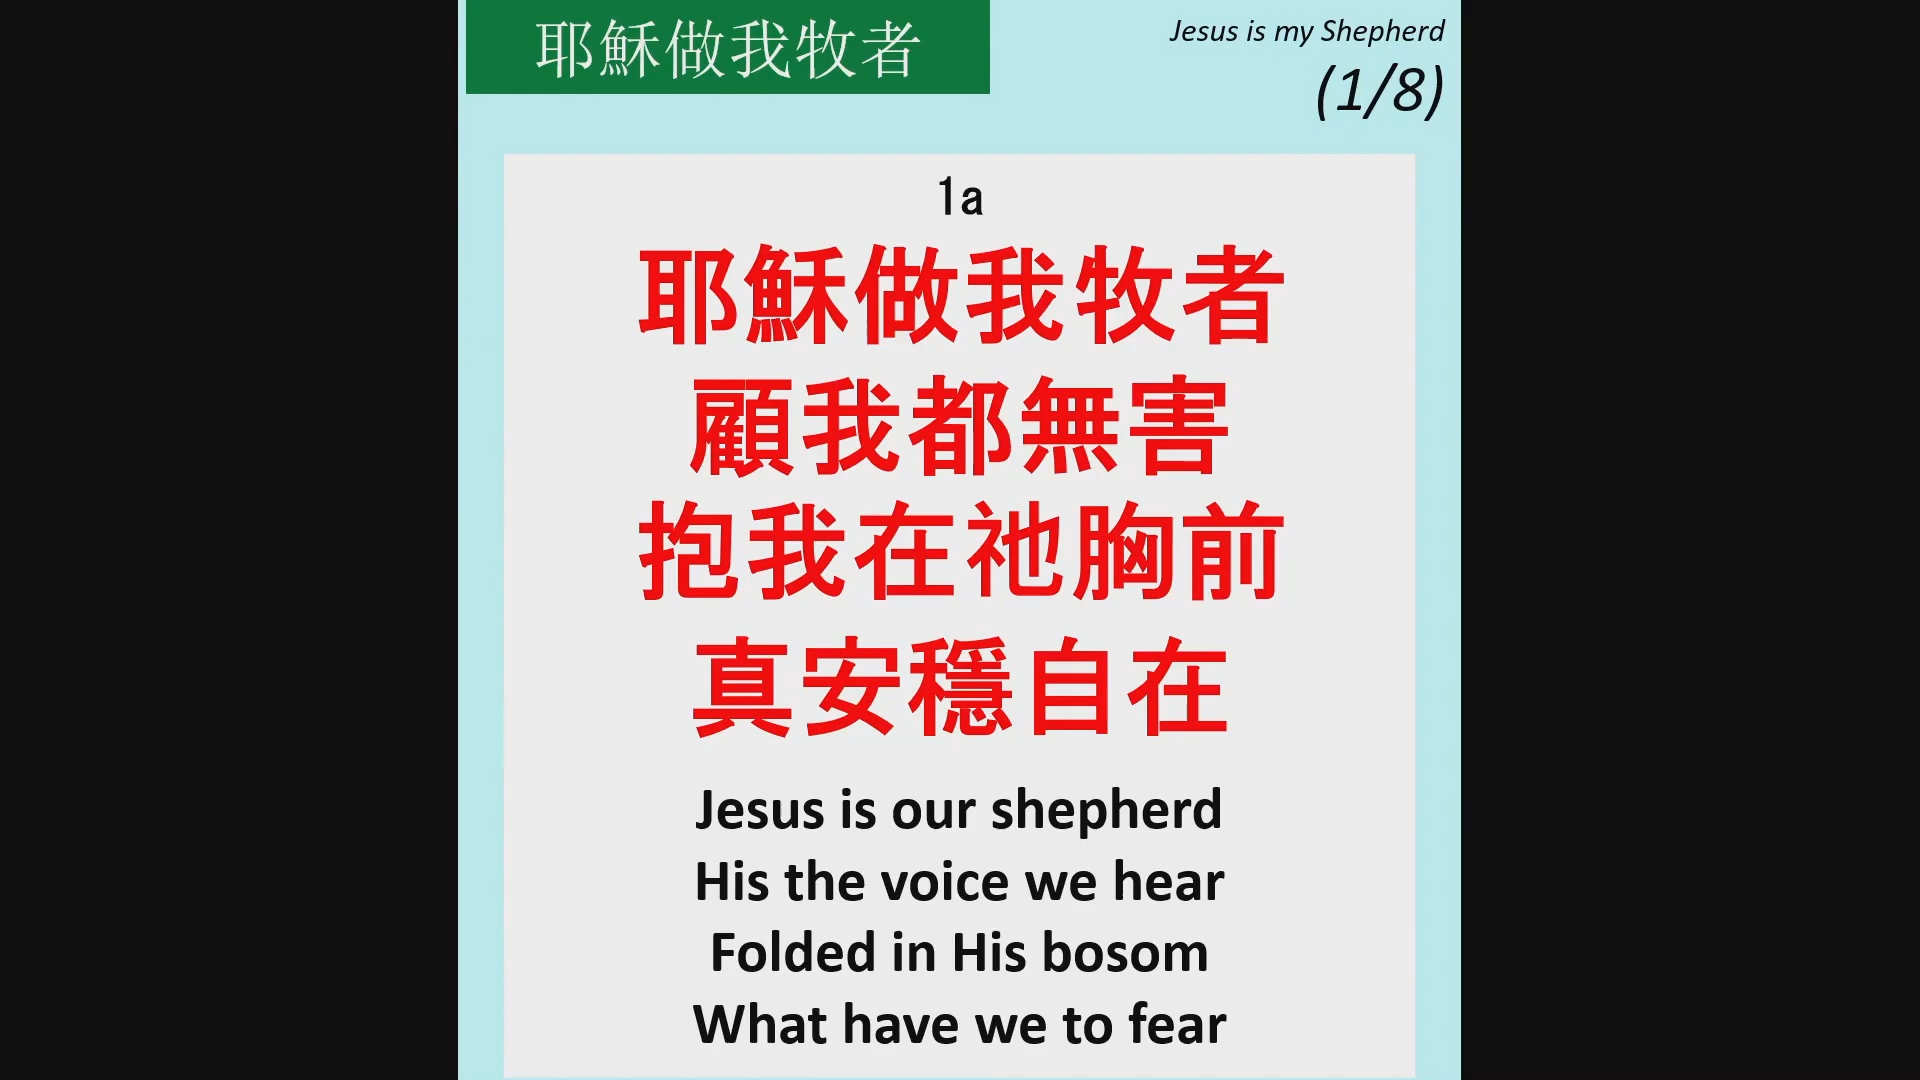 耶穌做我牧者
Jesus is my Shepherd
(1/8)
1a
耶穌做我牧者
顧我都無害
抱我在祂胸前
真安穩自在
Jesus is our shepherd
His the voice we hear
Folded in His bosom
What have we to fear